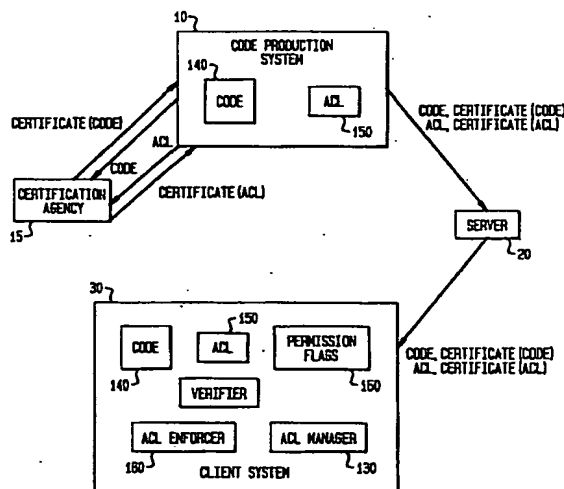 10
CODE PRODUCTION
SYSTEM
140
CODE
ACL
150
CERTIFICATE (CODE)
CODE
ACL
CERTIFICATE (ACL)
CERTIFICATION
AGENCY
15
CODE, CERTIFICATE (CODE)
ACL, CERTIFICATE (ACL)
SERVER
20
30
CODE
140
150
ACL
PERMISSION
FLAGS
160
VERIFIER
ACL ENFORCER
180
ACL MANAGER
130
CLIENT SYSTEM
CODE, CERTIFICATE (CODE)
ACL, CERTIFICATE (ACL)